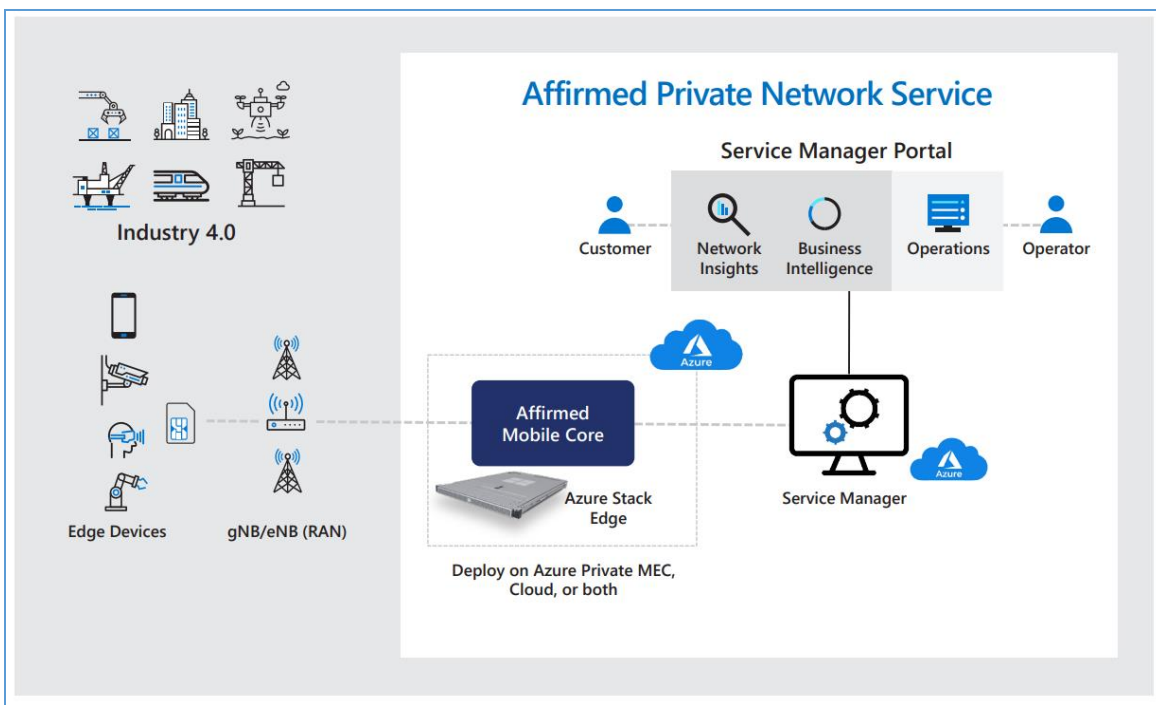 Affirmed Private Network Service
Service Manager Portal
Industry 4.0
Customer
Network
Insights
Business
Intelligence
Operations
Operator
Azure
Affirmed
Mobile Core
Azure Stack
Edge
Service Manager
Azure
Edge Devices
gNB/eNB (RAN)
Deploy on Azure Private MEC,
Cloud, or both